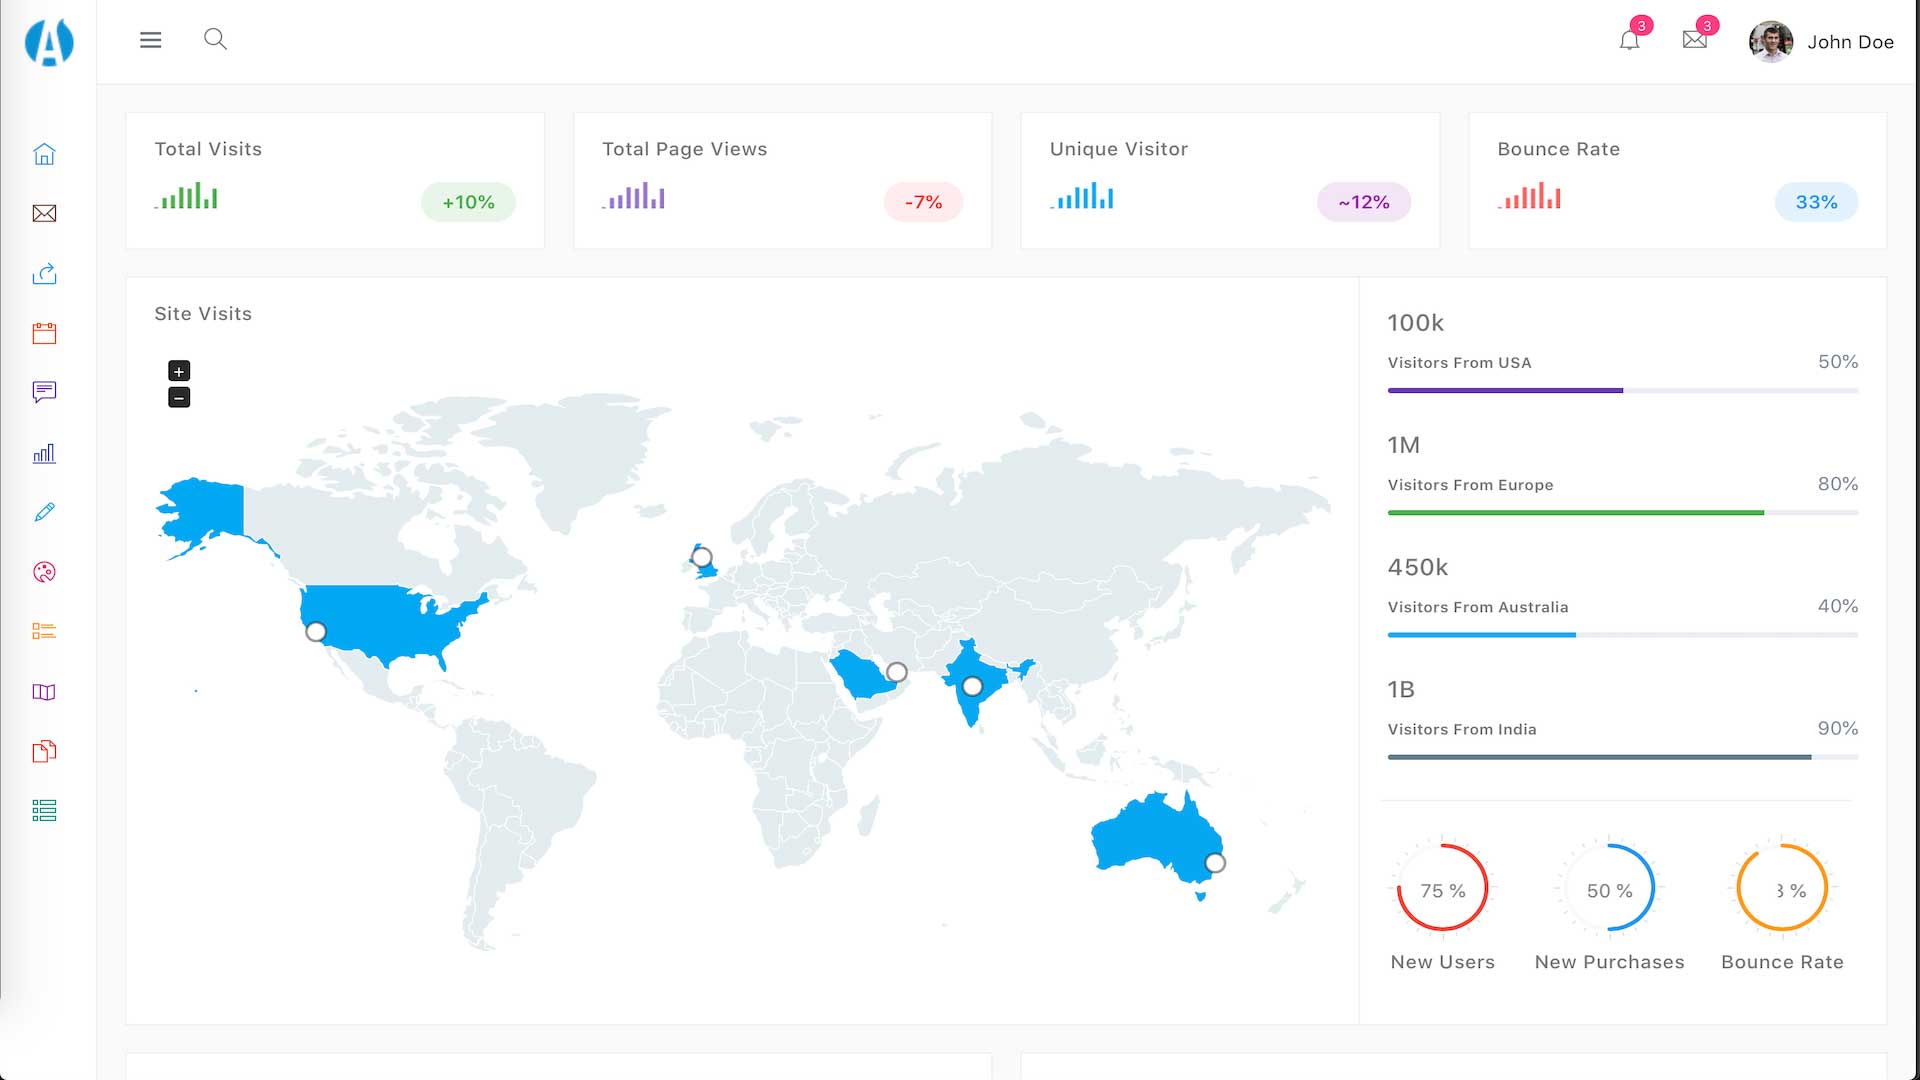 3
3
John Doe
Total Visits
+10%
Total Page Views
-7%
Unique Visitor
~12%
Bounce Rate
33%
Site Visits
+
−
100k
Visitors From USA
50%
1M
Visitors From Europe
80%
450k
Visitors From Australia
40%
1B
Visitors From India
90%
75 %
50 %
%
New Users
New Purchases
Bounce Rate